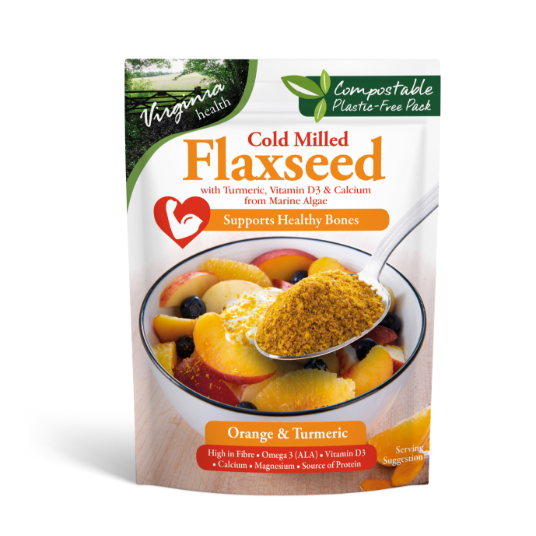 Virginia
health
Compostable
Plastic-Free Pack
Cold Milled
Flaxseed
with Turmeric, Vitamin D3 & Calcium
from Marine Algae
Supports Healthy Bones
Orange & Turmeric
High in Fibre • Omega 3 (ALA) • Vitamin D3
• Calcium • Magnesium • Source of Protein
Serving
Suggestion